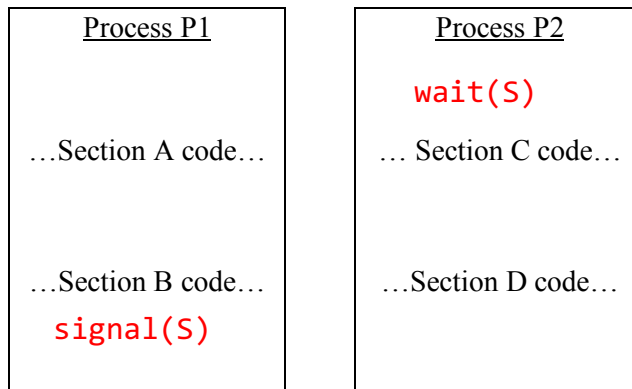 Process P1
…Section A code…
…Section B code…
signal(S)
Process P2
wait(S)
… Section C code…
…Section D code…